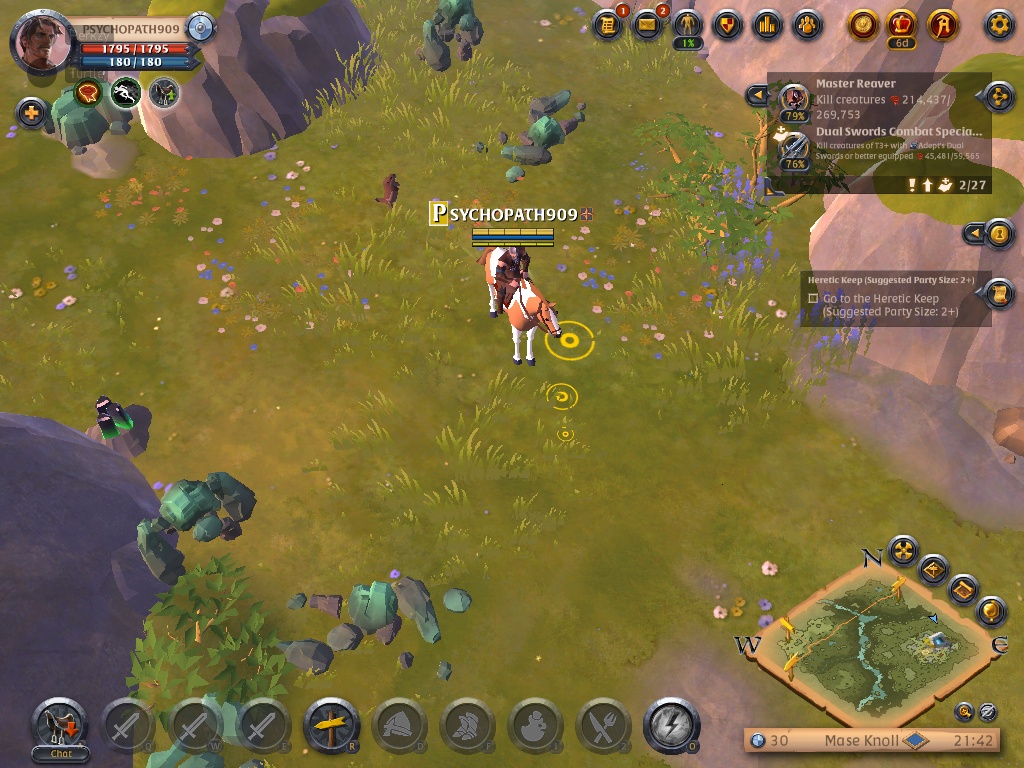 PSYCHOPATH909
1795/1795
180/180
Turtle
1
2
1%
6d
Master Reaver
Kill creatures 214,437/
269,753
79%
Dual Swords Combat Specia...
Kill creatures of T3+ with Adept's Dual
Swords or better equipped 45,481/59,565
76%
2/27
PSYCHOPATH909
Heretic Keep (Suggested Party Size: 2+)
Go to the Heretic Keep
(Suggested Party Size: 2+)
N
W
E
Chat
Q
W
E
R
D
F
2
O
30
Mase Knoll
21:42